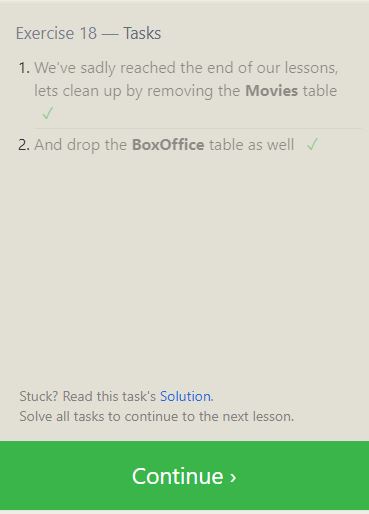 Exercise 18 — Tasks
1. We've sadly reached the end of our lessons,
lets clean up by removing the Movies table
✓
2. And drop the BoxOffice table as well ✓
Stuck? Read this task's Solution.
Solve all tasks to continue to the next lesson.
Continue ›